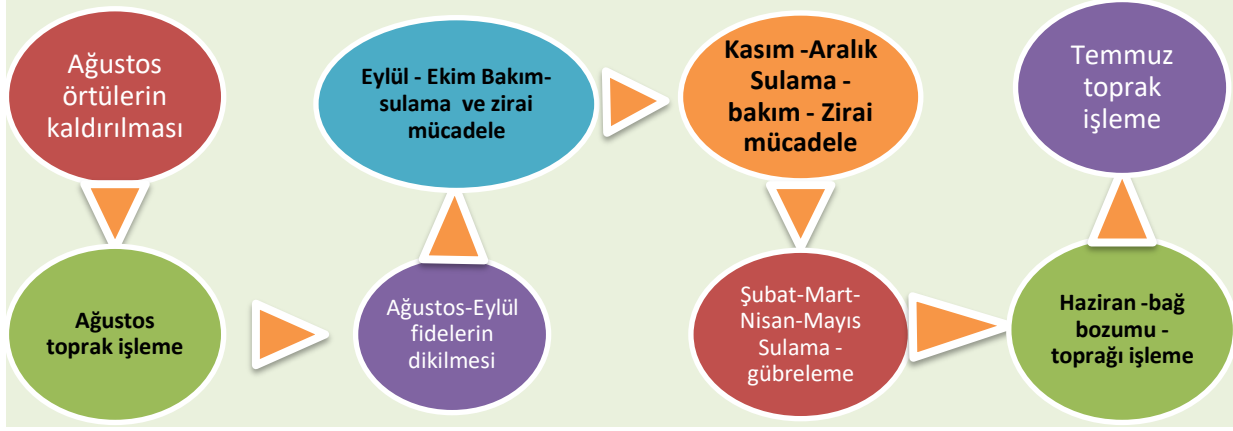 Ağustos
örtülerin
kaldırılması
Ağustos
toprak işleme
Ağustos-Eylül
fidelerin
dikilmesi
Eylül - Ekim Bakım-
sulama ve zirai
mücadele
Kasım -Aralık
Sulama -
bakım - Zirai
mücadele
Şubat-Mart-
Nisan-Mayıs
Sulama -
gübreleme
Haziran -bağ
bozumu -
toprağı işleme
Temmuz
toprak
işleme